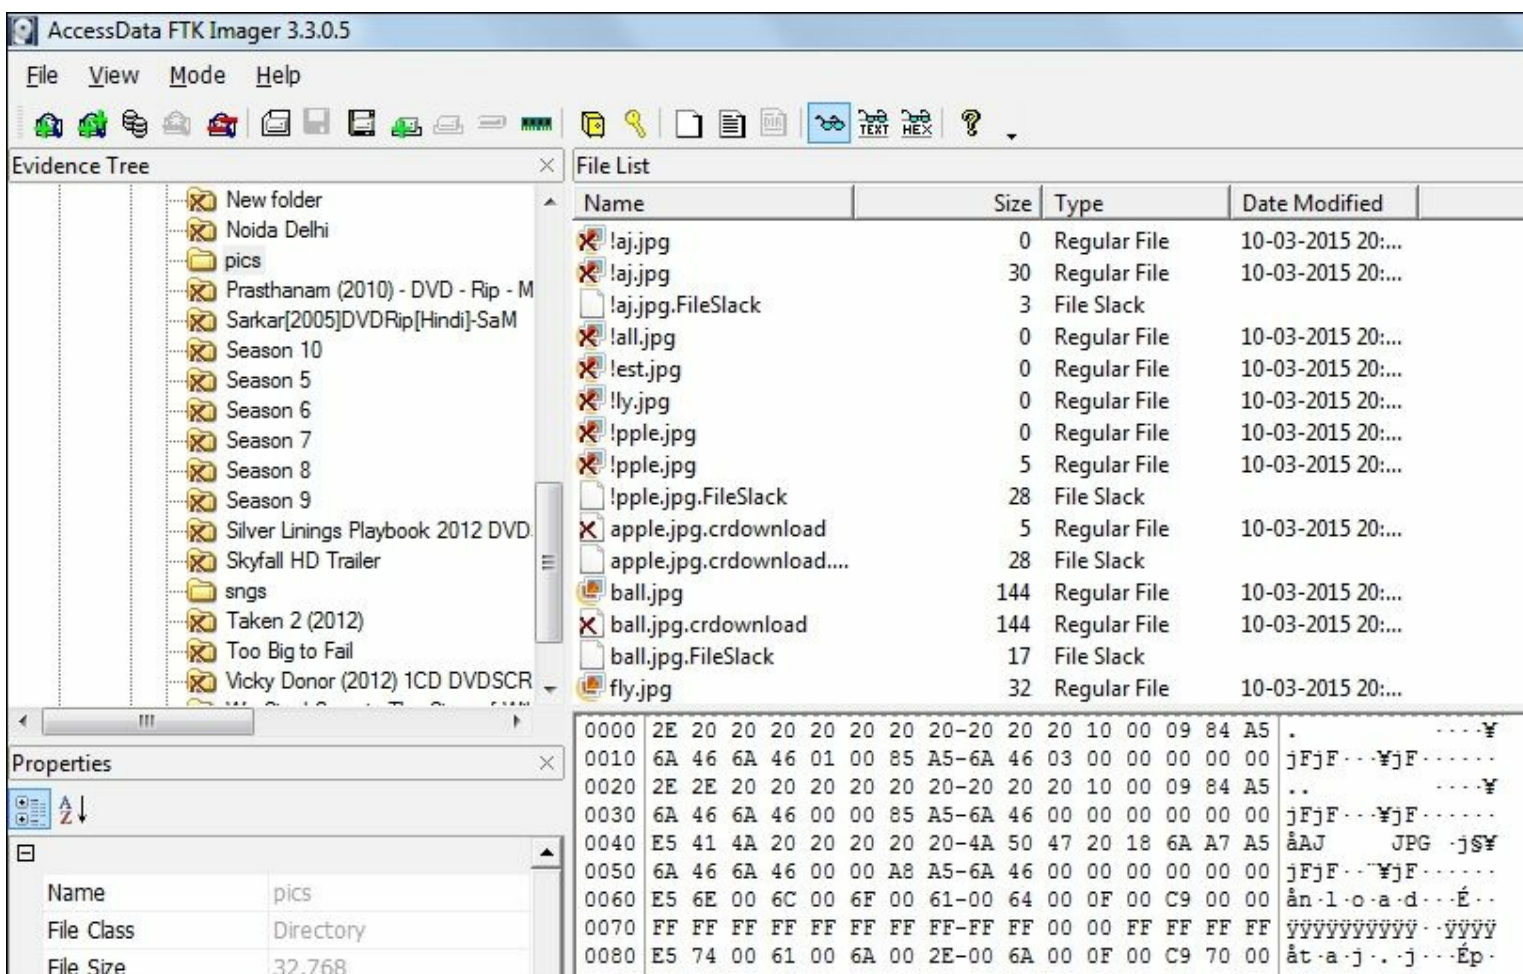 AccessData FTK Imager 3.3.0.5
File View Mode Help
TEXT HEX
Evidence Tree
New folder
Noida Delhi
pics
Prasthanam (2010) - DVD - Rip - M
Sarkar[2005]DVDRip[Hindi]-SaM
Season 10
Season 5
Season 6
Season 7
Season 8
Season 9
Silver Linings Playbook 2012 DVD
Skyfall HD Trailer
sngs
Taken 2 (2012)
Too Big to Fail
Vicky Donor (2012) 1CD DVDSCR
Properties
Name pics
File Class Directory
File Size 32,768
File List
Name Size Type Date Modified
!aj.jpg 0 Regular File 10-03-2015 20:...
!aj.jpg 30 Regular File 10-03-2015 20:...
!aj.jpg.FileSlack 3 File Slack
!all.jpg 0 Regular File 10-03-2015 20:...
!est.jpg 0 Regular File 10-03-2015 20:...
!ly.jpg 0 Regular File 10-03-2015 20:...
!pple.jpg 0 Regular File 10-03-2015 20:...
!pple.jpg 5 Regular File 10-03-2015 20:...
!pple.jpg.FileSlack 28 File Slack
apple.jpg.crdownload 5 Regular File 10-03-2015 20:...
apple.jpg.crdownload.... 28 File Slack
ball.jpg 144 Regular File 10-03-2015 20:...
ball.jpg.crdownload 144 Regular File 10-03-2015 20:...
ball.jpg.FileSlack 17 File Slack
fly.jpg 32 Regular File 10-03-2015 20:...
0000 2E 20 20 20 20 20 20 20-20 20 20 10 00 09 84 A5 . ····¥
0010 6A 46 6A 46 01 00 85 A5-6A 46 03 00 00 00 00 00 jFjF···¥jF······
0020 2E 2E 20 20 20 20 20 20-20 20 20 10 00 09 84 A5 .. ····¥
0030 6A 46 6A 46 00 00 85 A5-6A 46 00 00 00 00 00 00 jFjF···¥jF······
0040 E5 41 4A 20 20 20 20 20-4A 50 47 20 18 6A A7 A5 åAJ JPG ·j§¥
0050 6A 46 6A 46 00 00 A8 A5-6A 46 00 00 00 00 00 00 jFjF··¨¥jF······
0060 E5 6E 00 6C 00 6F 00 61-00 64 00 0F 00 C9 00 00 ån·l·o·a·d···É··
0070 FF FF FF FF FF FF FF FF-FF FF 00 00 FF FF FF FF ÿÿÿÿÿÿÿÿÿÿ··ÿÿÿÿ
0080 E5 74 00 61 00 6A 00 2E-00 6A 00 0F 00 C9 70 00 åt·a·j·.·j···Ép·